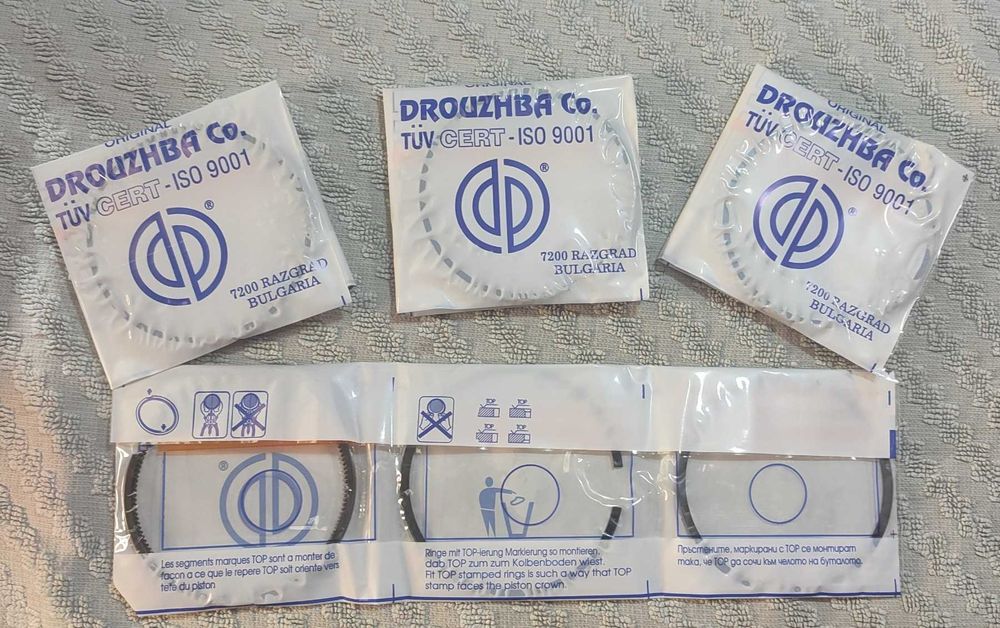 ORIGINAL
DROUZHBA Co.
TÜV CERT - ISO 9001
®
7200 RAZGRAD
BULGARIA
ORIGINAL
DROUZHBA Co.
TÜV CERT - ISO 9001
®
7200 RAZGRAD
BULGARIA
ORIGINAL
DROUZHBA Co.
TÜV CERT - ISO 9001
®
7200 RAZGRAD
BULGARIA
TOP TOP
TOP TOP
®
Les segments marques TOP sont a monter de
facon a ce que le repere TOP soit oriente vers
tete du piston
Ringe mit TOP-ierung Markierung so montieren,
dab TOP zum zum Kolbenboden wiest.
Fit TOP stamped rings is such a way that TOP
stamp faces the piston crown.
Пръстените, маркирани с TOP се монтират
така, че TOP да сочи към челото на буталото.